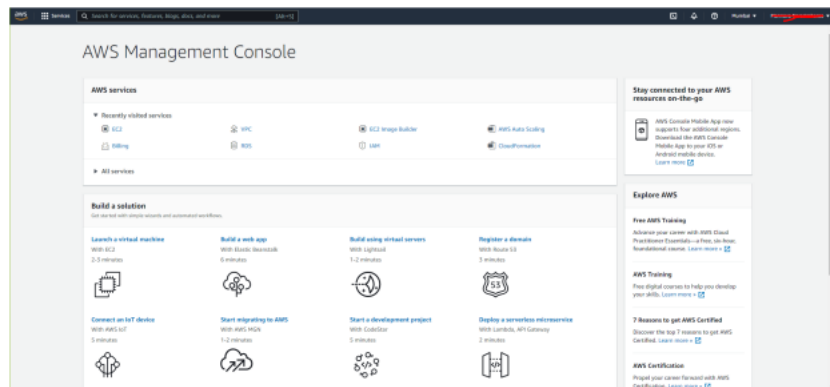 aws
Services
Search for services, features, blogs, docs, and more
[Alt+S]
Mumbai
AWS Management Console
AWS services
Recently visited services
EC2
VPC
EC2 Image Builder
AWS Auto Scaling
Billing
RDS
IAM
CloudFormation
All services
Build a solution
Get started with simple wizards and automated workflows.
Launch a virtual machine
With EC2
2-3 minutes
Build a web app
With Elastic Beanstalk
6 minutes
Build using virtual servers
With Lightsail
1-2 minutes
Register a domain
With Route 53
3 minutes
53
Connect an IoT device
With AWS IoT
5 minutes
Start migrating to AWS
With AWS MGN
1-2 minutes
Start a development project
With CodeStar
5 minutes
Deploy a serverless microservice
With Lambda, API Gateway
2 minutes
Stay connected to your AWS
resources on-the-go
AWS Console Mobile App now
supports four additional regions.
Download the AWS Console
Mobile App to your iOS or
Android mobile device.
Learn more
Explore AWS
Free AWS Training
Advance your career with AWS Cloud
Practitioner Essentials—a free, six-hour,
foundational course. Learn more »
AWS Training
Free digital courses to help you develop
your skills. Learn more »
7 Reasons to get AWS Certified
Discover the top 7 reasons to get AWS
Certified. Learn more »
AWS Certification
Propel your career forward with AWS
Certification. Learn more »